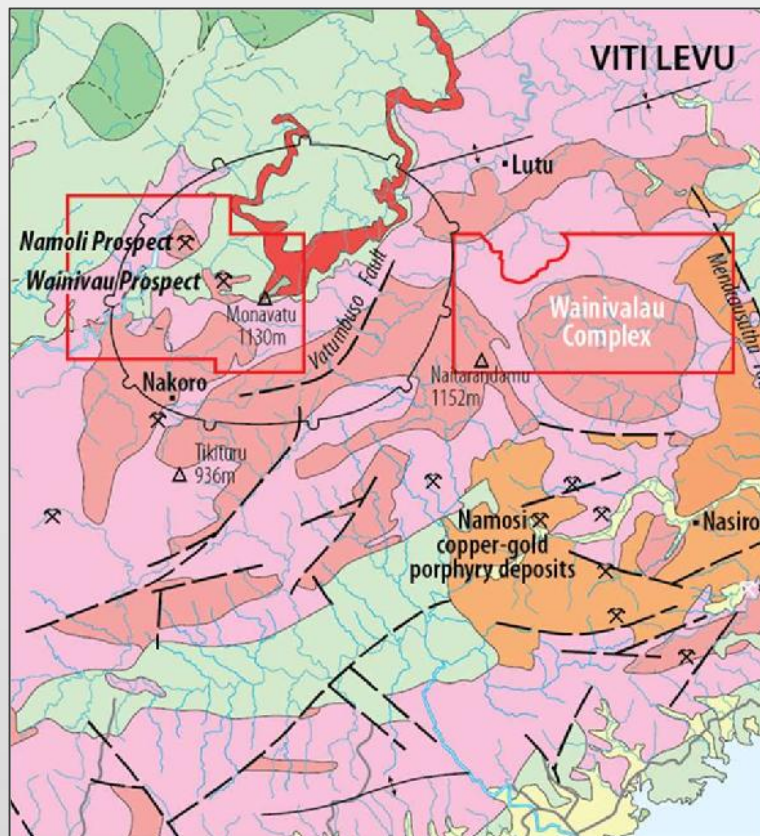 VITI LEVU
Lutu
Namoli Prospect
Wainivau Prospect
Monavatu
1130m
Vatumbuso Fault
Wainivalau
Complex
Naitarandamu
1152m
Nakoro
Tikituru
936m
Namosi
copper-gold
porphyry deposits
Nasiro